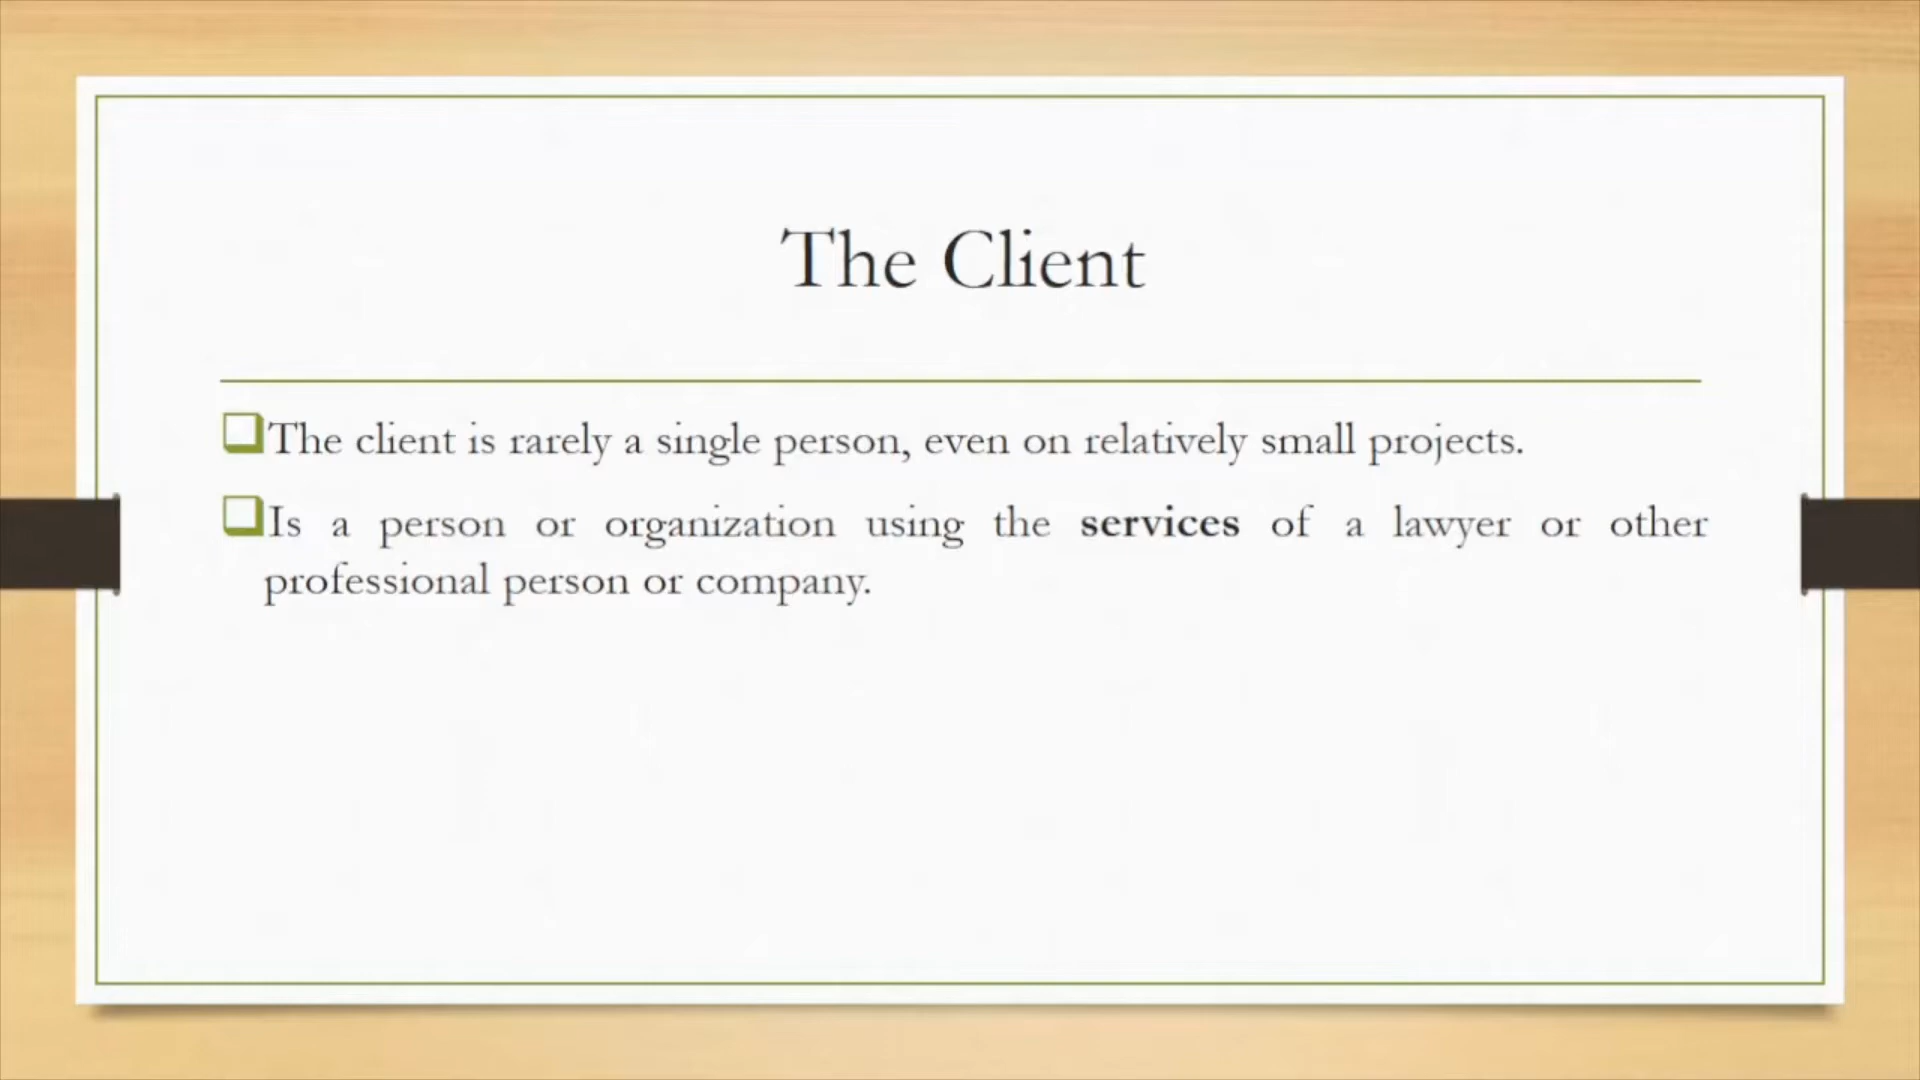 The Client
The client is rarely a single person, even on relatively small projects.
Is a person or organization using the services of a lawyer or other
professional person or company.